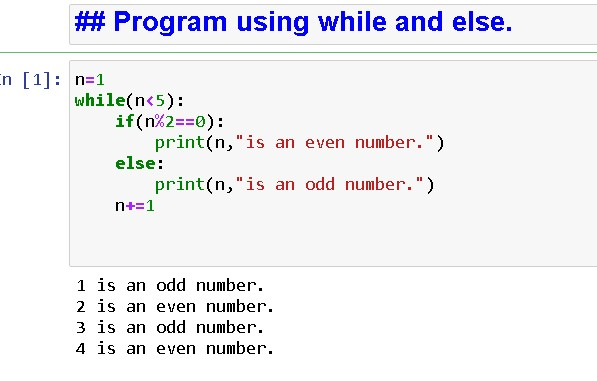 ## Program using while and else.
n [1]: n=1
while(n<5):
    if(n%2==0):
        print(n,"is an even number.")
    else:
        print(n,"is an odd number.")
    n+=1
1 is an odd number.
2 is an even number.
3 is an odd number.
4 is an even number.